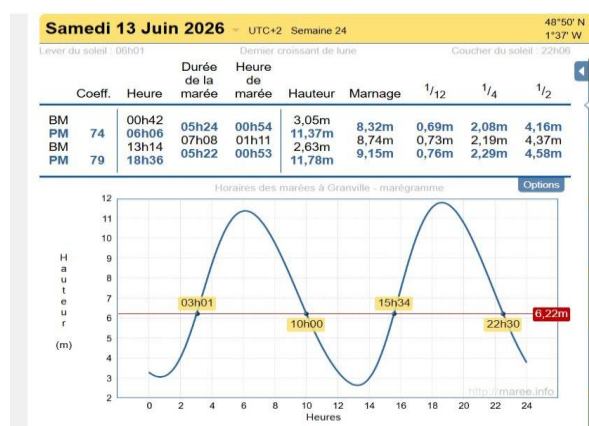 Samedi 13 Juin 2026 UTC+2 Semaine 24
48°50' N
1°37' W
Lever du soleil : 06h01 Dernier croissant de lune Coucher du soleil : 22h06
Coeff. Heure Durée de la marée Heure de marée Hauteur Marnage 1/12 1/4 1/2
BM 00h42 3,05m
05h24 00h54 8,32m 0,69m 2,08m 4,16m
PM 74 06h06 11,37m
07h08 01h11 8,74m 0,73m 2,19m 4,37m
BM 13h14 2,63m
05h22 00h53 9,15m 0,76m 2,29m 4,58m
PM 79 18h36 11,78m
Horaires des marées à Granville - marégramme
Options
Hauteur
(m)
12
11
10
9
8
7
6
5
4
3
2
03h01
10h00
15h34
22h30
6,22m
http://maree.info
0 2 4 6 8 10 12 14 16 18 20 22 24
Heures